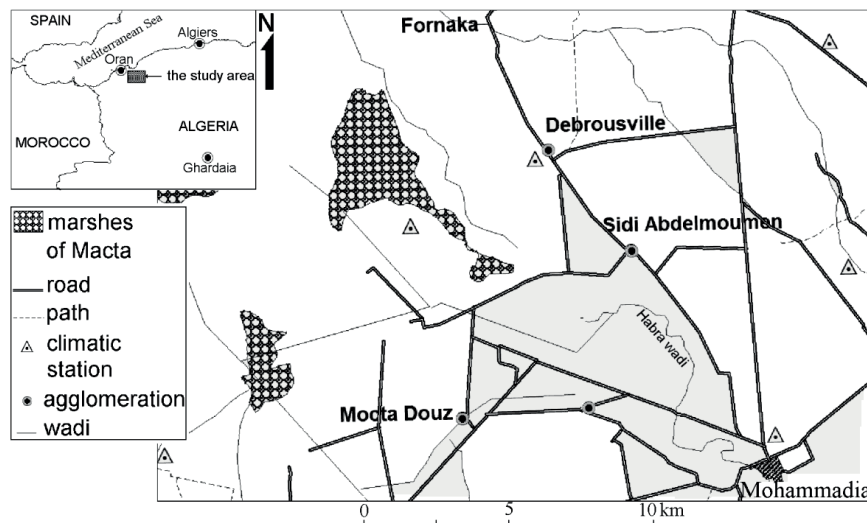 SPAIN
Mediterranean Sea
Algiers
Oran
the study area
MOROCCO
ALGERIA
Ghardaia
N
Fornaka
Debrousville
Sidi Abdelmoumen
Habra wadi
Mocta Douz
Mohammadia
marshes
of Macta
road
path
climatic
station
agglomeration
wadi
0 5 10 km